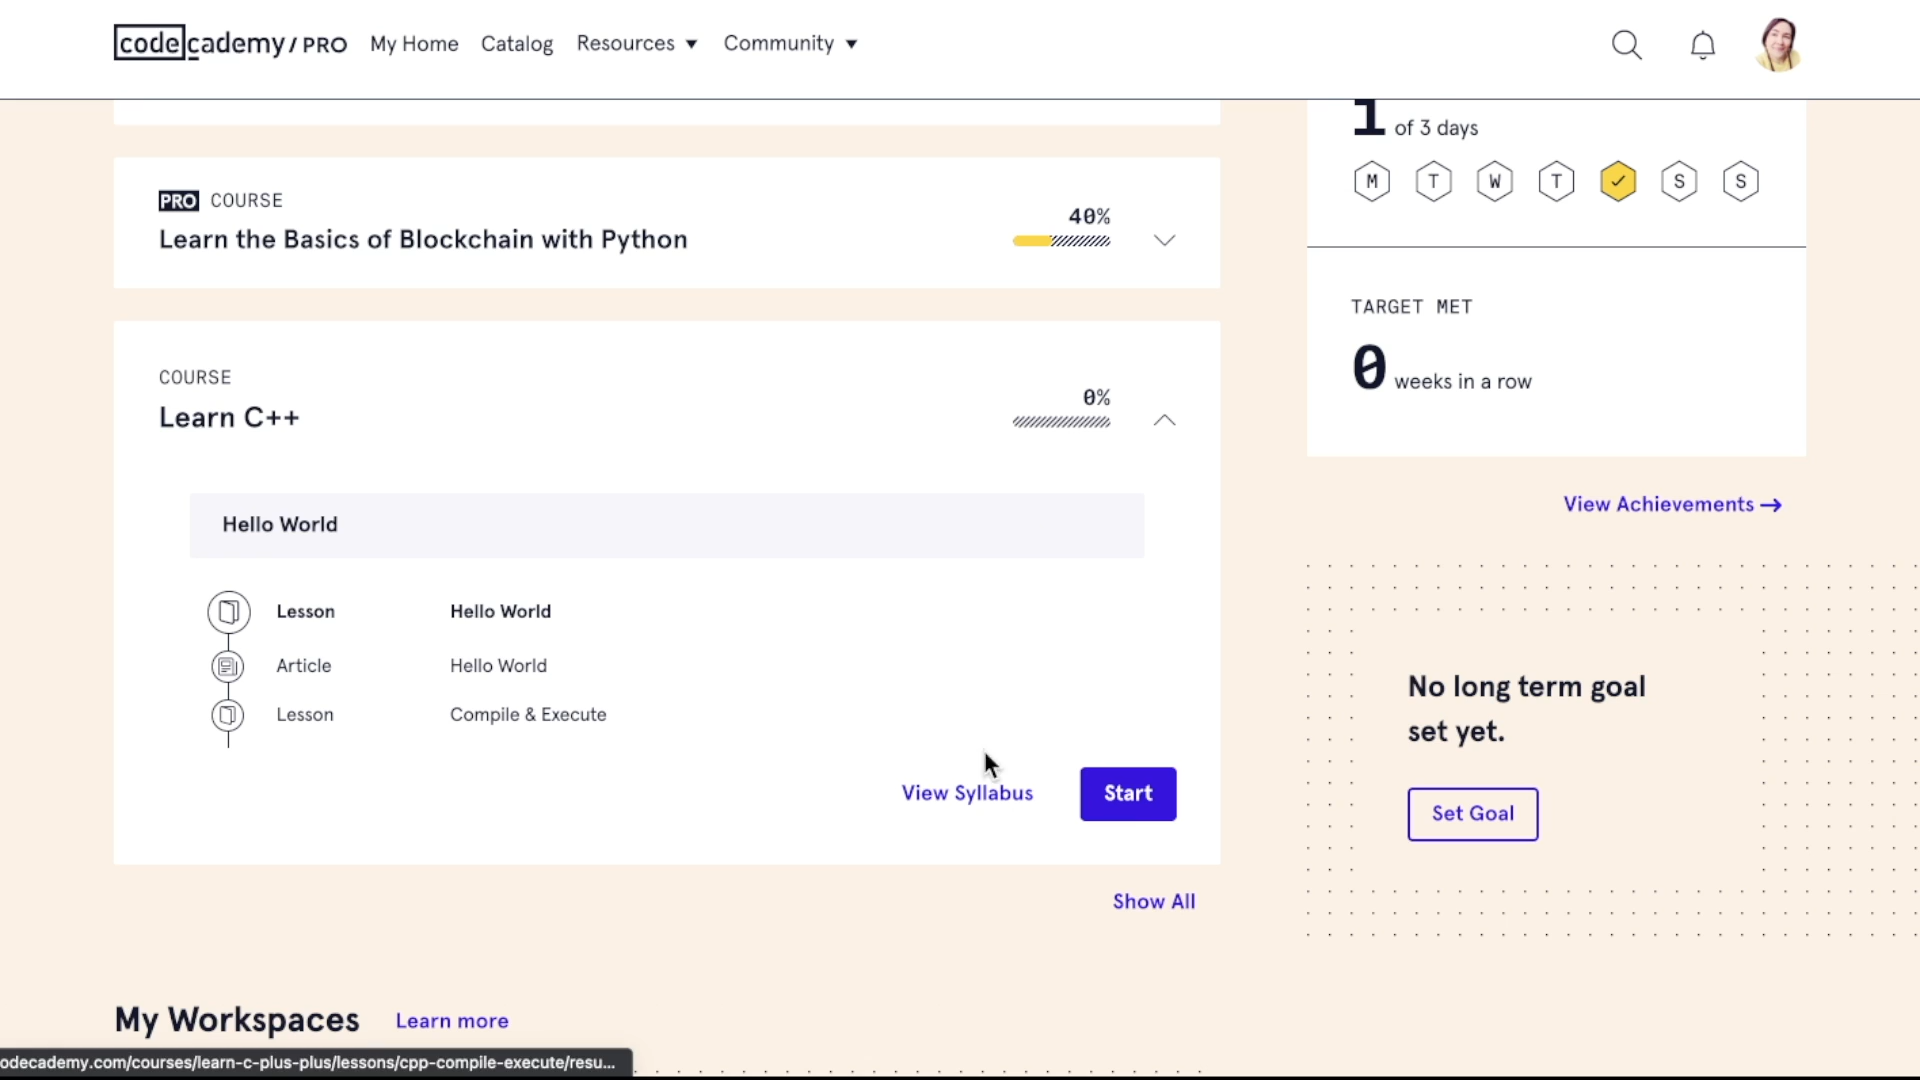 codecademy / PRO My Home Catalog Resources ▼ Community ▼
1 of 3 days
M T W T ✓ S S
PRO COURSE
Learn the Basics of Blockchain with Python
40%
TARGET MET
0 weeks in a row
COURSE
Learn C++
0%
View Achievements →
Hello World
Lesson Hello World
Article Hello World
Lesson Compile & Execute
View Syllabus Start
No long term goal
set yet.
Set Goal
Show All
My Workspaces Learn more
odecademy.com/courses/learn-c-plus-plus/lessons/cpp-compile-execute/resu...